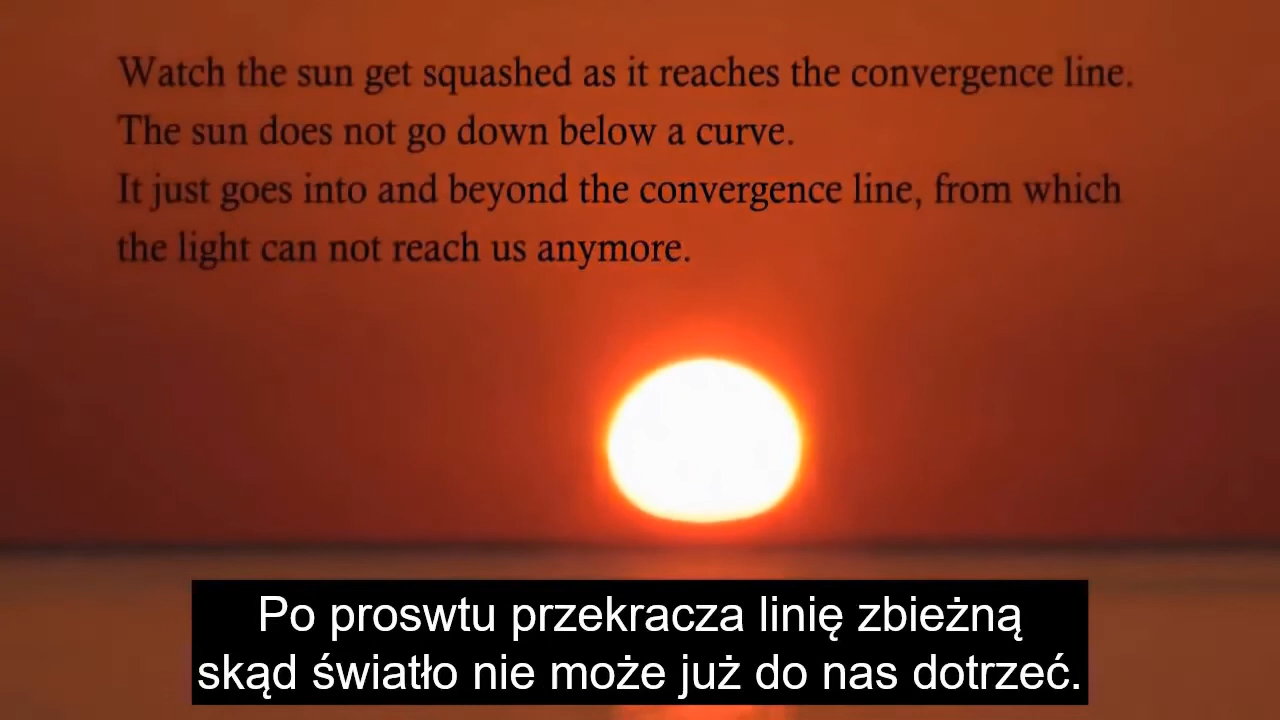 Watch the sun get squashed as it reaches the convergence line.
The sun does not go down below a curve.
It just goes into and beyond the convergence line, from which
the light can not reach us anymore.
Po proswtu przekracza linię zbieżną
skąd światło nie może już do nas dotrzeć.